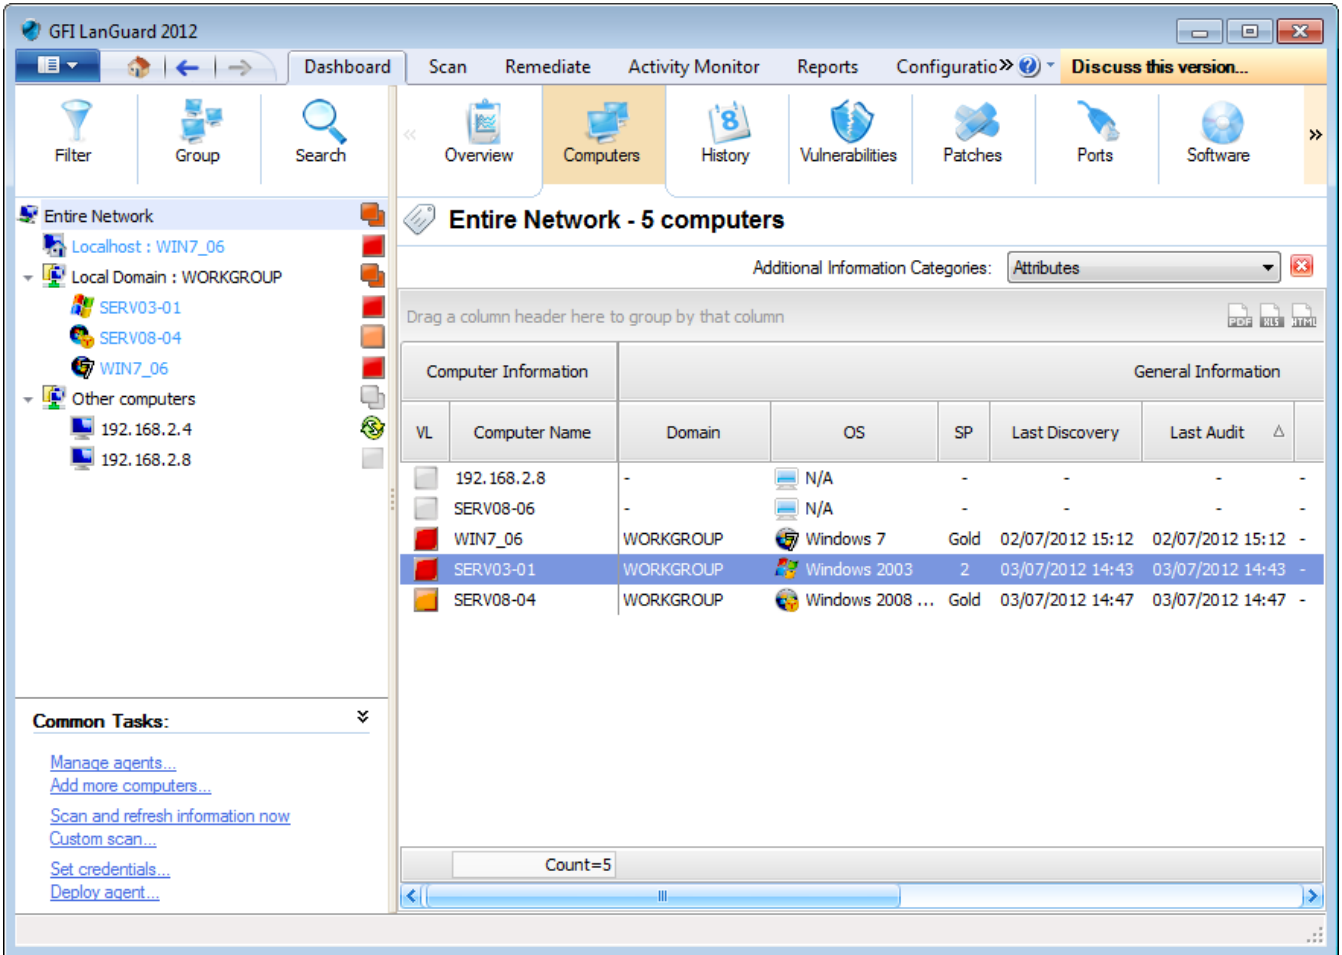 GFI LanGuard 2012
Dashboard Scan Remediate Activity Monitor Reports Configuratio» Discuss this version...
Filter Group Search Overview Computers History Vulnerabilities Patches Ports Software
Entire Network
Localhost : WIN7_06
Local Domain : WORKGROUP
SERV03-01
SERV08-04
WIN7_06
Other computers
192.168.2.4
192.168.2.8
Common Tasks:
Manage agents...
Add more computers...
Scan and refresh information now
Custom scan...
Set credentials...
Deploy agent...
Entire Network - 5 computers
Additional Information Categories: Attributes
Drag a column header here to group by that column PDF XLS HTML
Computer Information General Information
VL Computer Name Domain OS SP Last Discovery Last Audit
192.168.2.8 - N/A - - - -
SERV08-06 - N/A - - - -
WIN7_06 WORKGROUP Windows 7 Gold 02/07/2012 15:12 02/07/2012 15:12 -
SERV03-01 WORKGROUP Windows 2003 2 03/07/2012 14:43 03/07/2012 14:43 -
SERV08-04 WORKGROUP Windows 2008 ... Gold 03/07/2012 14:47 03/07/2012 14:47 -
Count=5